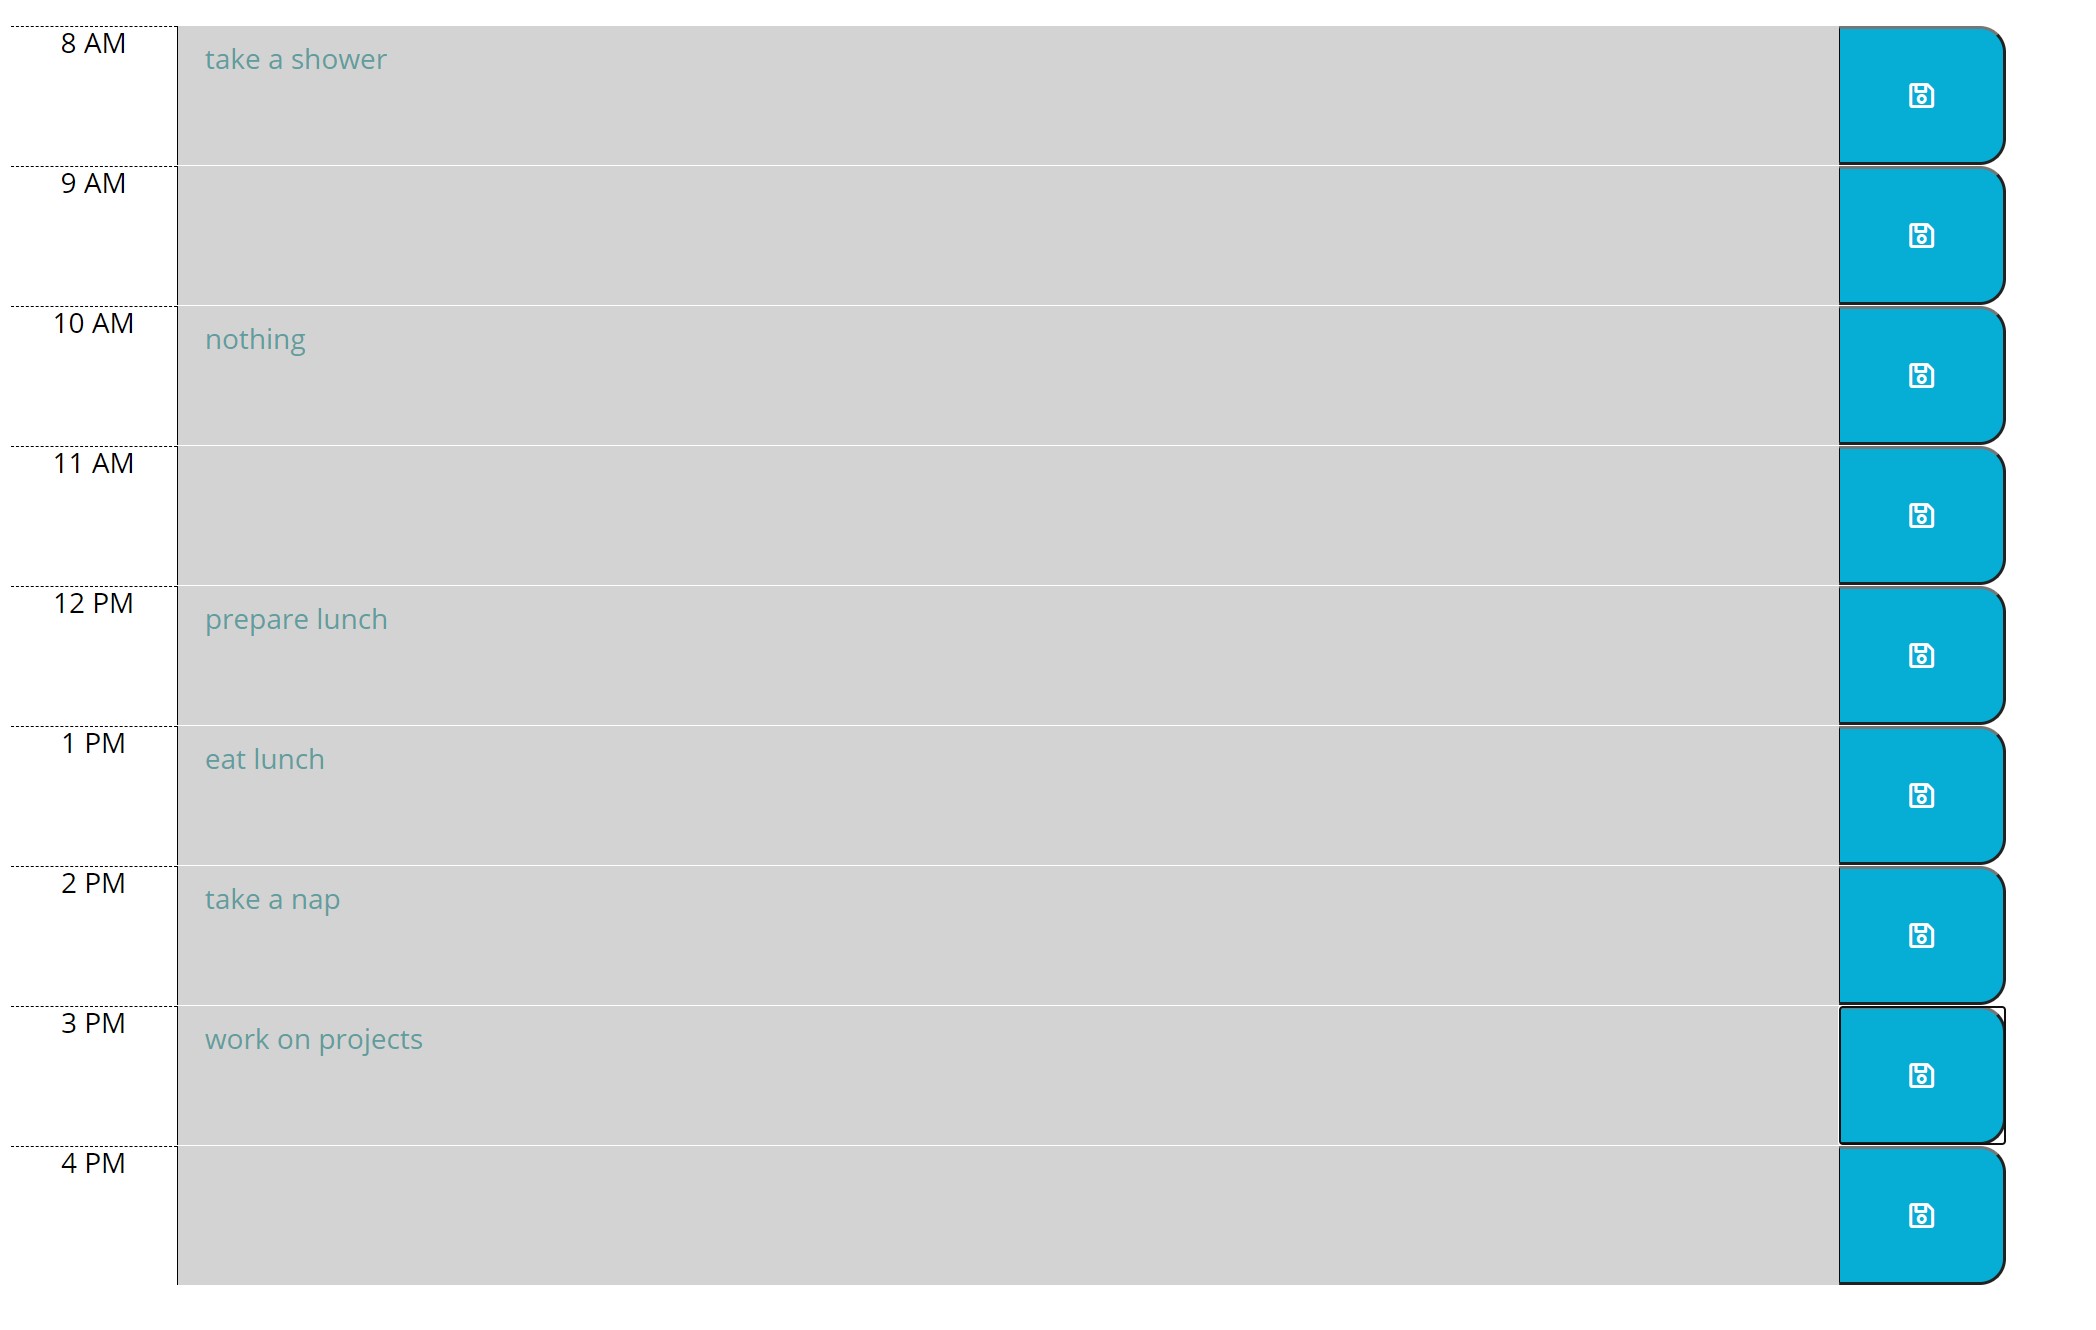 8 AM
take a shower
9 AM
10 AM
nothing
11 AM
12 PM
prepare lunch
1 PM
eat lunch
2 PM
take a nap
3 PM
work on projects
4 PM